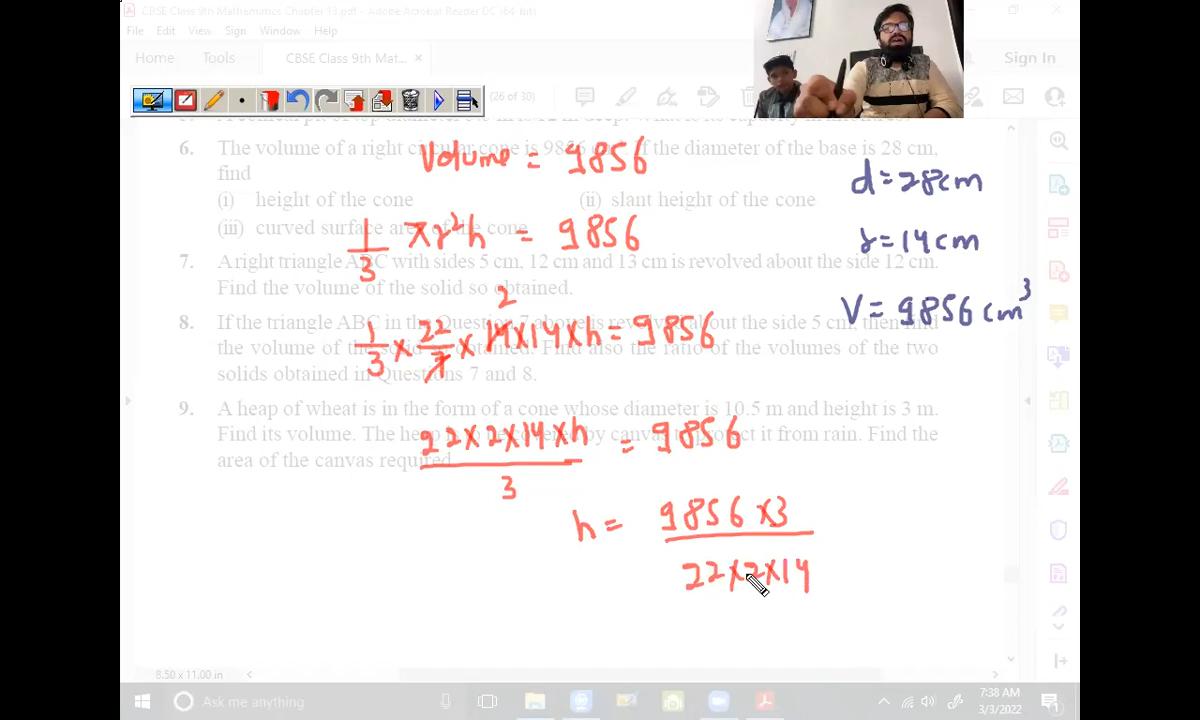 CBSE Class 9th Mathematics Chapter 13.pdf - Adobe Acrobat Reader DC (64-bit)
File Edit View Sign Window Help
Home Tools CBSE Class 9th Mat... × Sign In
(26 of 30)
6. The volume of a right circular cone is 9856 If the diameter of the base is 28 cm,
find
(i) height of the cone (ii) slant height of the cone
(iii) curved surface area of the cone
7. A right triangle ABC with sides 5 cm, 12 cm and 13 cm is revolved about the side 12 cm.
Find the volume of the solid so obtained.
8. If the triangle ABC in the Question 7 above is revolved about the side 5 cm, then find
the volume of the solid so obtained. Find also the ratio of the volumes of the two
solids obtained in Questions 7 and 8.
9. A heap of wheat is in the form of a cone whose diameter is 10.5 m and height is 3 m.
Find its volume. The heap is to be covered by canvas to protect it from rain. Find the
area of the canvas required.
Volume = 9856
1/3 πr²h = 9856
2
1/3 × 22/7 × 14 × 14 × h = 9856
22×2×14×h = 9856
3
h = 9856 × 3
22×2×14
d = 28 cm
r = 14 cm
V = 9856 cm³
8.50 x 11.00 in
Ask me anything
7:38 AM
3/3/2022